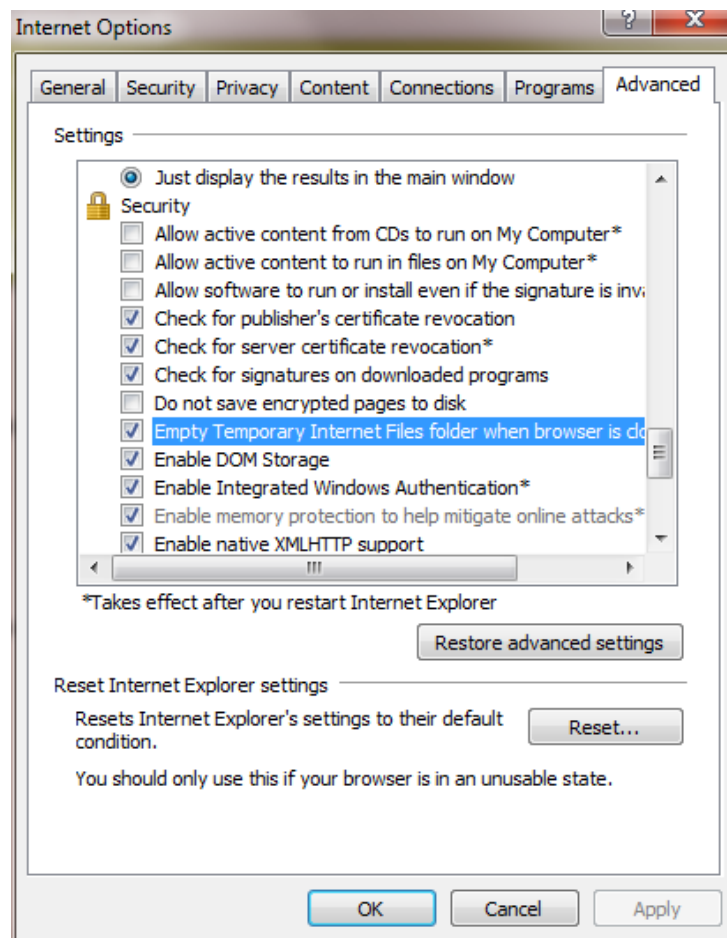 Internet Options
General Security Privacy Content Connections Programs Advanced
Settings
Just display the results in the main window
Security
Allow active content from CDs to run on My Computer*
Allow active content to run in files on My Computer*
Allow software to run or install even if the signature is
Check for publisher's certificate revocation
Check for server certificate revocation*
Check for signatures on downloaded programs
Do not save encrypted pages to disk
Empty Temporary Internet Files folder when browser is
Enable DOM Storage
Enable Integrated Windows Authentication*
Enable memory protection to help mitigate online attacks*
Enable native XMLHTTP support
*Takes effect after you restart Internet Explorer
Restore advanced settings
Reset Internet Explorer settings
Resets Internet Explorer's settings to their default
condition.
Reset...
You should only use this if your browser is in an unusable state.
OK Cancel Apply